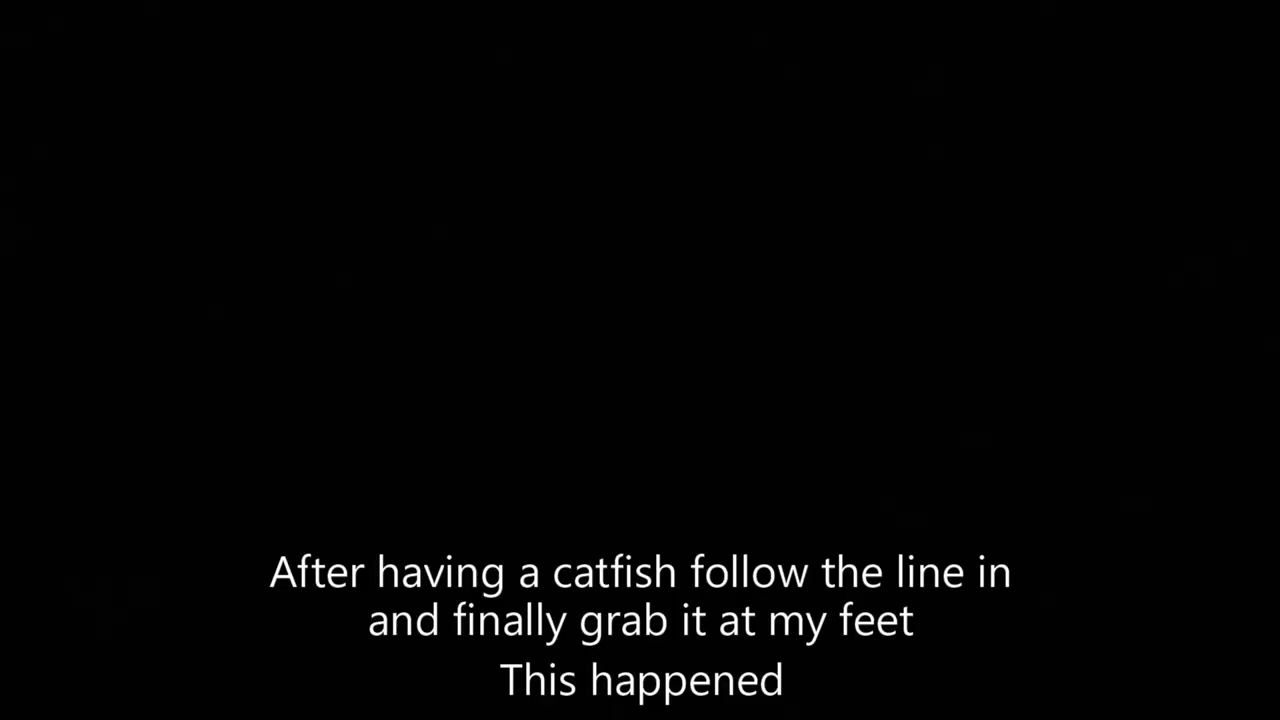 After having a catfish follow the line in
and finally grab it at my feet
This happened